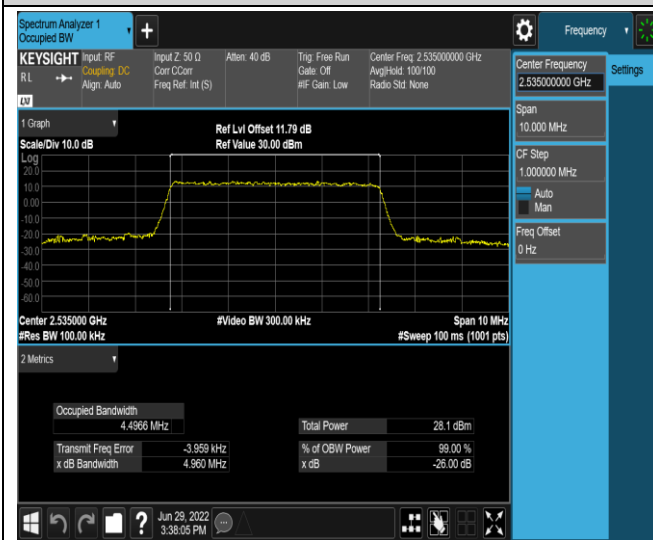 Spectrum Analyzer 1
Occupied BW
+
Frequency
KEYSIGHT
RL
LXI
Input: RF
Coupling: DC
Align: Auto
Input Z: 50 Ω
Corr CCorr
Freq Ref: Int (S)
Atten: 40 dB
Trig: Free Run
Gate: Off
#IF Gain: Low
Center Freq: 2.535000000 GHz
Avg|Hold: 100/100
Radio Std: None
Center Frequency
2.535000000 GHz
Settings
Span
10.000 MHz
CF Step
1.000000 MHz
Auto
Man
Freq Offset
0 Hz
1 Graph
Scale/Div 10.0 dB
Ref Lvl Offset 11.79 dB
Ref Value 30.00 dBm
Log
20.0
10.0
0.00
-10.0
-20.0
-30.0
-40.0
-50.0
-60.0
Center 2.535000 GHz
#Video BW 300.00 kHz
Span 10 MHz
#Res BW 100.00 kHz
#Sweep 100 ms (1001 pts)
2 Metrics
Occupied Bandwidth
4.4966 MHz
Total Power 28.1 dBm
Transmit Freq Error -3.959 kHz
% of OBW Power 99.00 %
x dB Bandwidth 4.960 MHz
x dB -26.00 dB
?
Jun 29, 2022
3:38:05 PM